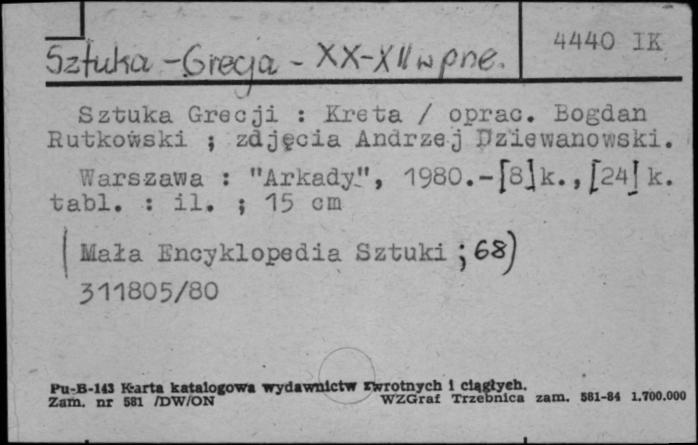 Sztuka - Grecja - XX-XII w pne.
4440 IK
Sztuka Grecji : Kreta / oprac. Bogdan
Rutkowski ; zdjęcia Andrzej Dziewanowski.
Warszawa : "Arkady", 1980.-[8]k.,[24] k.
tabl. : il. ; 15 cm
(Mała Encyklopedia Sztuki ; 68)
311805/80
Pu-B-143 Karta katalogowa wydawnictw zwrotnych i ciągłych.
Zam. nr 581 /DW/ON WZGraf Trzebnica zam. 581-84 1.700.000